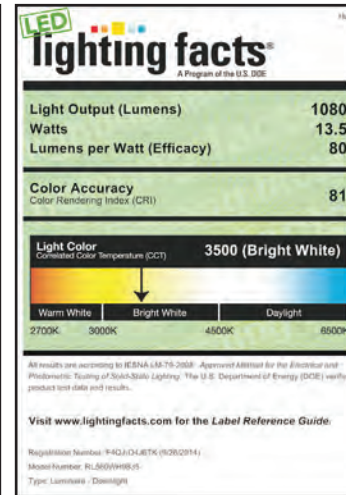 LED
lighting facts®
A Program of the U.S. DOE
Light Output (Lumens) 1080
Watts 13.5
Lumens per Watt (Efficacy) 80
Color Accuracy 81
Color Rendering Index (CRI)
Light Color 3500 (Bright White)
Correlated Color Temperature (CCT)
Warm White Bright White Daylight
2700K 3000K 4500K 6500K
All results are according to IESNA LM-79-2008: Approved Method for the Electrical and
Photometric Testing of Solid-State Lighting. The U.S. Department of Energy (DOE) verifie
product test data and results.
Visit www.lightingfacts.com for the Label Reference Guide.
Registration Number: (9/26/2014)
Model Number:
Type: Luminaire - Downlight